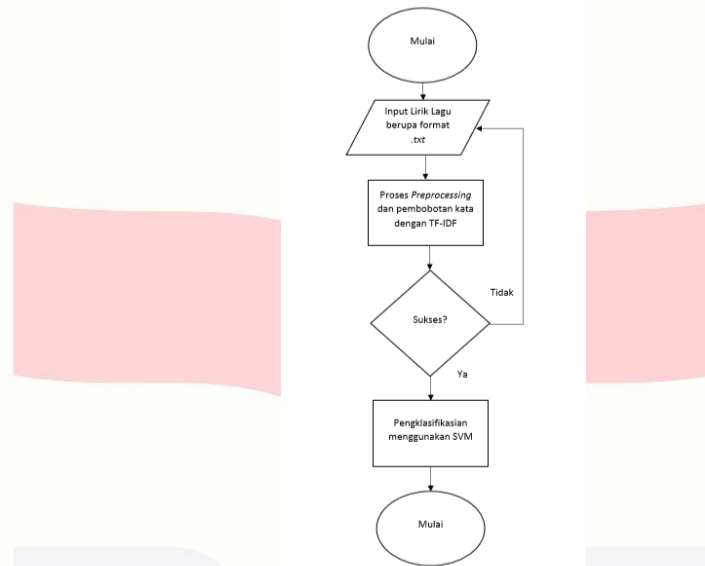 Mulai
Input Lirik Lagu
berupa format
.txt
Proses Preprocessing
dan pembobotan kata
dengan TF-IDF
Sukses?
Tidak
Ya
Pengklasifikasian
menggunakan SVM
Mulai